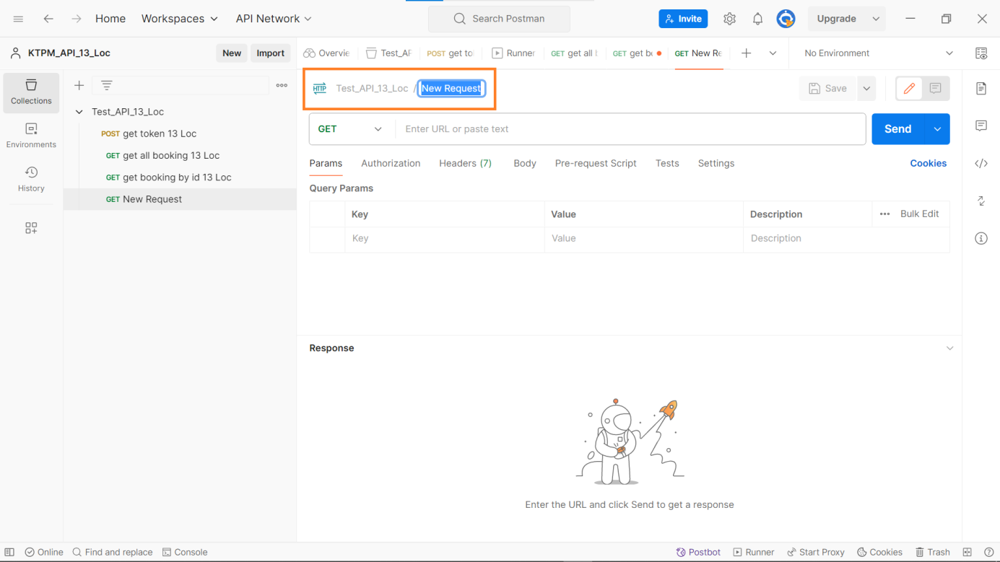 Home Workspaces API Network Search Postman Invite Upgrade
KTPM_API_13_Loc New Import
Overvie Test_AP POST get to Runner GET get all b GET get bo GET New Re No Environment
Collections
Environments
History
Test_API_13_Loc
POST get token 13 Loc
GET get all booking 13 Loc
GET get booking by id 13 Loc
GET New Request
HTTP Test_API_13_Loc / New Request Save
GET Enter URL or paste text Send
Params Authorization Headers (7) Body Pre-request Script Tests Settings Cookies
Query Params
Key Value Description Bulk Edit
Key Value Description
Response
Enter the URL and click Send to get a response
Online Find and replace Console Postbot Runner Start Proxy Cookies Trash